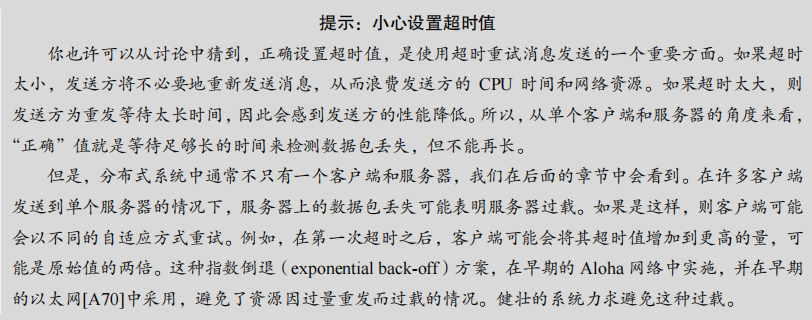 提示：小心设置超时值
你也许可以从讨论中猜到，正确设置超时值，是使用超时重试消息发送的一个重要方面。如果超时
太小，发送方将不必要地重新发送消息，从而浪费发送方的 CPU 时间和网络资源。如果超时太大，则
发送方为重发等待太长时间，因此会感到发送方的性能降低。所以，从单个客户端和服务器的角度来看，
“正确”值就是等待足够长的时间来检测数据包丢失，但不能再长。
但是，分布式系统中通常不只有一个客户端和服务器，我们在后面的章节中会看到。在许多客户端
发送到单个服务器的情况下，服务器上的数据包丢失可能表明服务器过载。如果是这样，则客户端可能
会以不同的自适应方式重试。例如，在第一次超时之后，客户端可能会将其超时值增加到更高的量，可
能是原始值的两倍。这种指数倒退（exponential back-off）方案，在早期的 Aloha 网络中实施，并在早期
的以太网[A70]中采用，避免了资源因过量重发而过载的情况。健壮的系统力求避免这种过载。